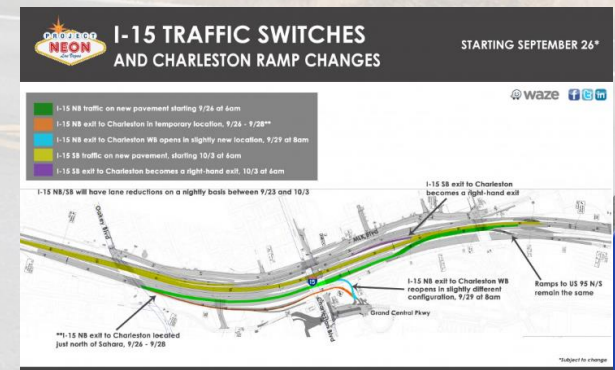 PROJECT
NEON
Las Vegas
I-15 TRAFFIC SWITCHES
AND CHARLESTON RAMP CHANGES
STARTING SEPTEMBER 26*
waze
I-15 NB traffic on new pavement starting 9/26 at 6am
I-15 NB exit to Charleston in temporary location, 9/26 - 9/28**
I-15 NB exit to Charleston WB opens in slightly new location, 9/29 at 8am
I-15 SB traffic on new pavement, starting 10/3 at 6am
I-15 SB exit to Charleston becomes a right-hand exit, 10/3 at 6am
I-15 NB/SB will have lane reductions on a nightly basis between 9/23 and 10/3
I-15 SB exit to Charleston
becomes a right-hand exit
Oakey Blvd
MLK Blvd
15
I-15 NB exit to Charleston WB
reopens in slightly different
configuration, 9/29 at 8am
Ramps to US 95 N/S
remain the same
Grand Central Pkwy
Charleston Blvd
**I-15 NB exit to Charleston located
just north of Sahara, 9/26 - 9/28
*Subject to change